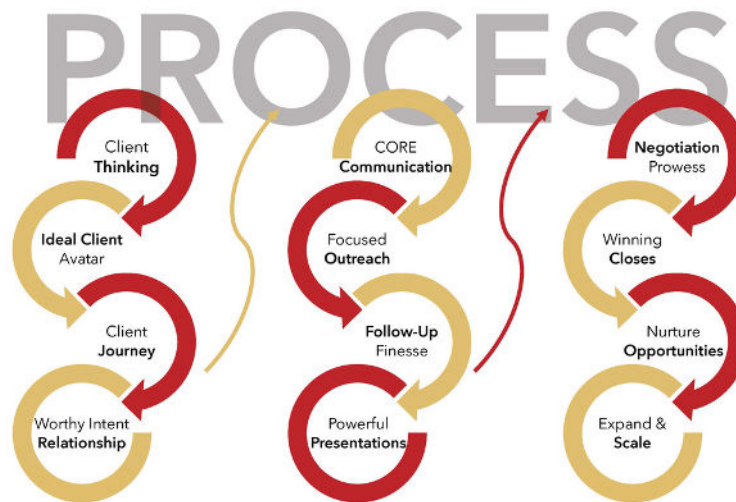 PROCESS
Client
Thinking
Ideal Client
Avatar
Client
Journey
Worthy Intent
Relationship
CORE
Communication
Focused
Outreach
Follow-Up
Finesse
Powerful
Presentations
Negotiation
Prowess
Winning
Closes
Nurture
Opportunities
Expand &
Scale